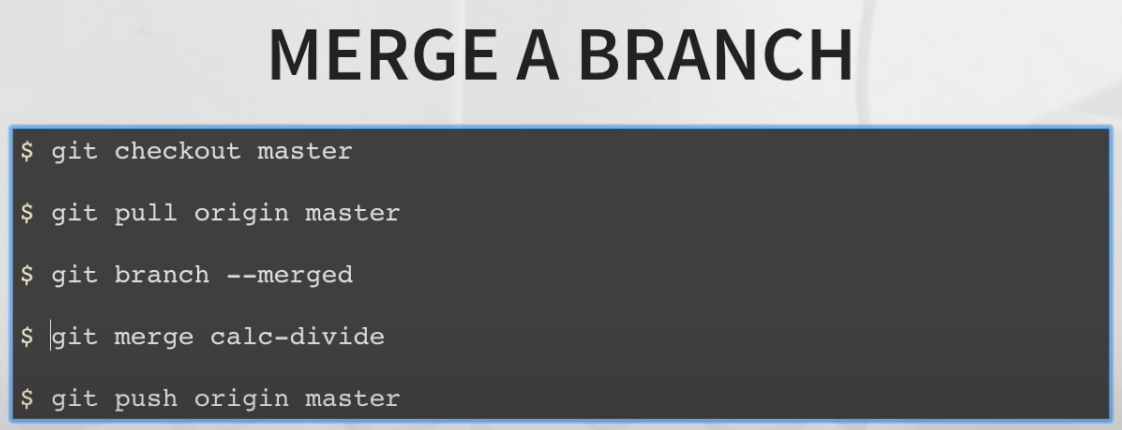 MERGE A BRANCH
$ git checkout master
$ git pull origin master
$ git branch --merged
$ git merge calc-divide
$ git push origin master